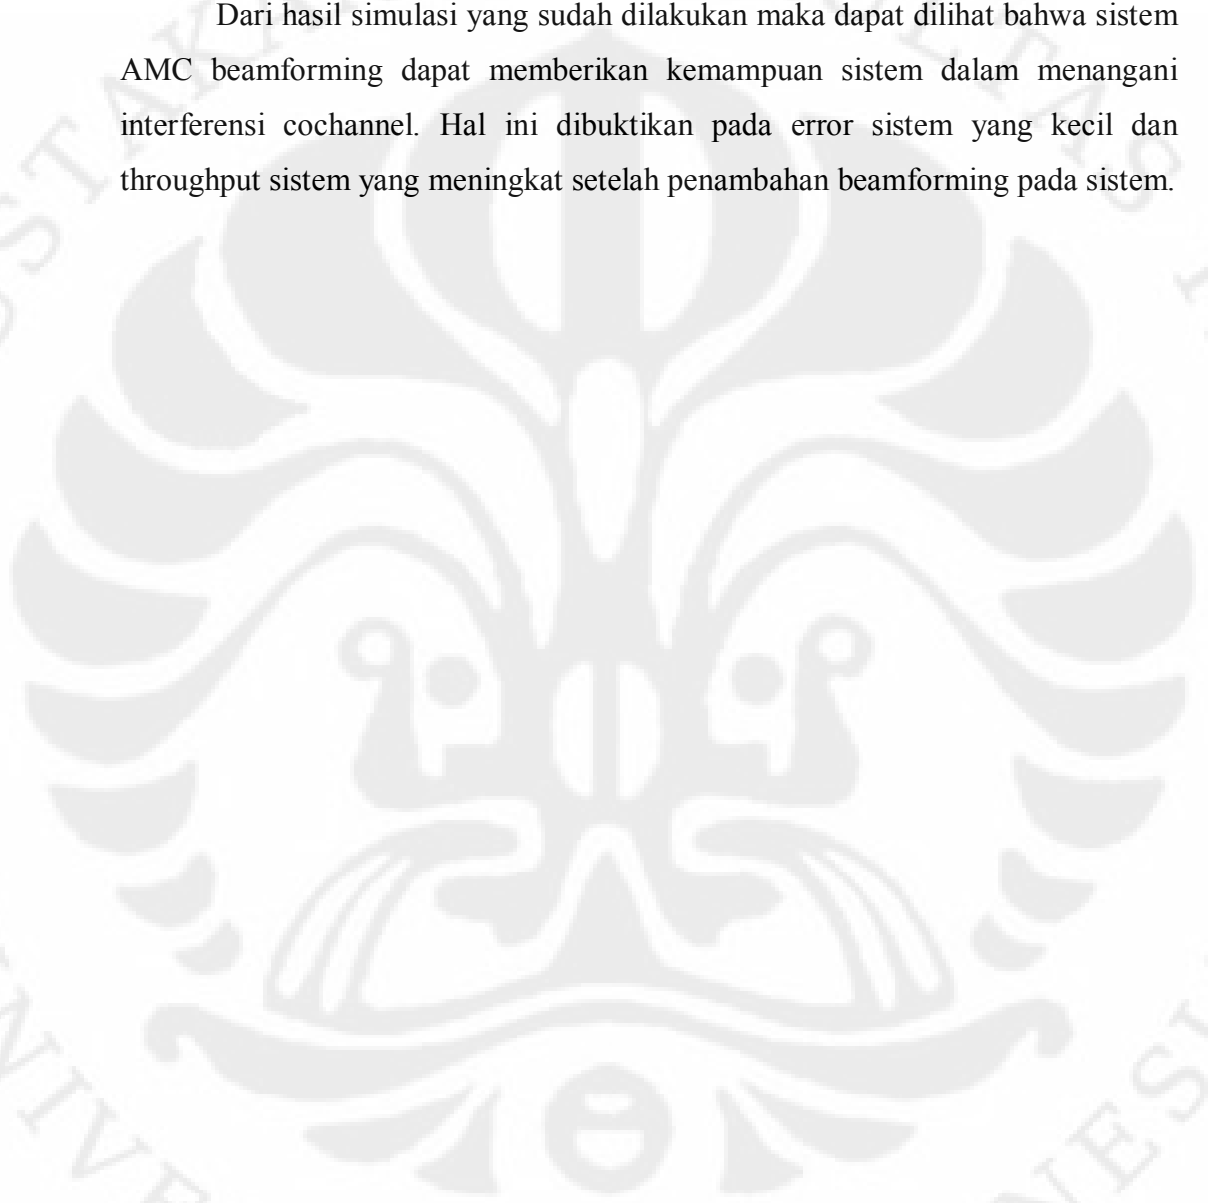 Dari hasil simulasi yang sudah dilakukan maka dapat dilihat bahwa sistem
AMC beamforming dapat memberikan kemampuan sistem dalam menangani
interferensi cochannel. Hal ini dibuktikan pada error sistem yang kecil dan
throughput sistem yang meningkat setelah penambahan beamforming pada sistem.